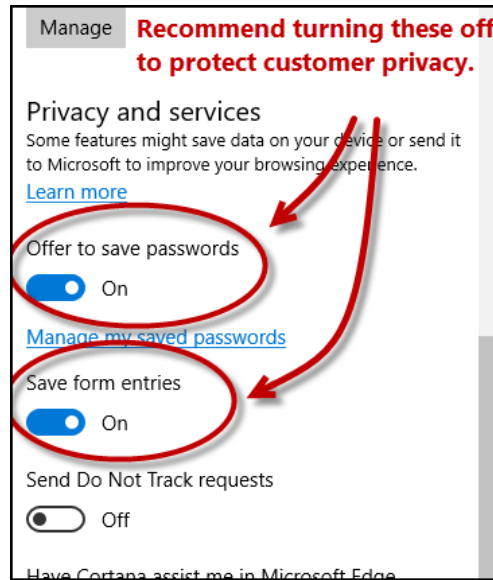 Manage
Recommend turning these off
to protect customer privacy.
Privacy and services
Some features might save data on your device or send it
to Microsoft to improve your browsing experience.
Learn more
Offer to save passwords
On
Manage my saved passwords
Save form entries
On
Send Do Not Track requests
Off
Have Cortana assist me in Microsoft Edge